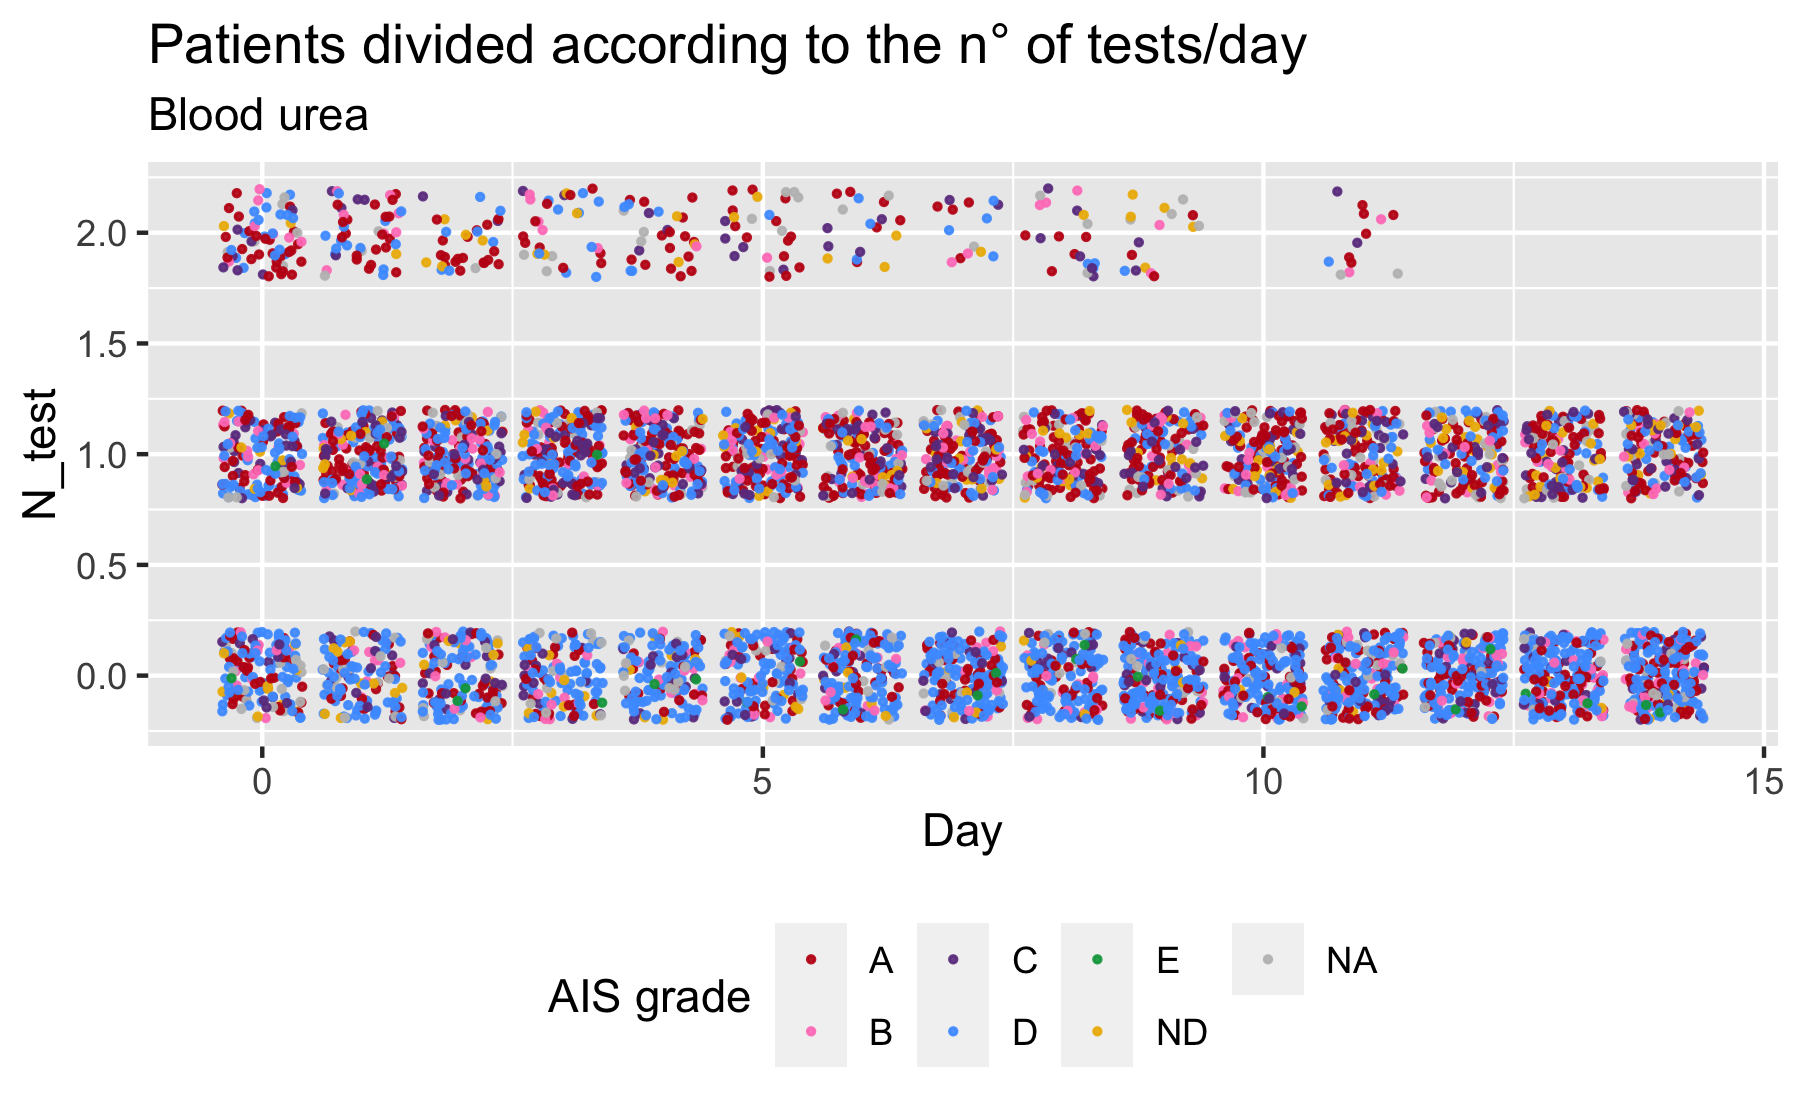 Patients divided according to the n° of tests/day
Blood urea
N_test
2.0
1.5
1.0
0.5
0.0
0 5 10 15
Day
AIS grade
A C E NA
B D ND